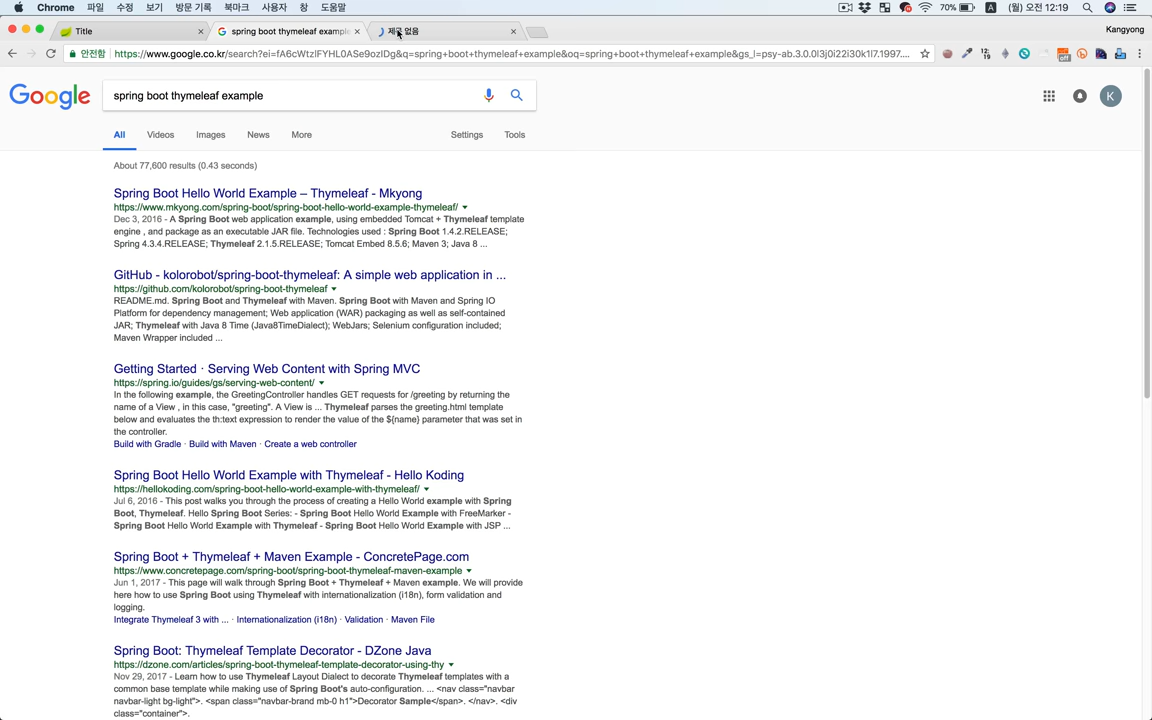 Chrome 파일 수정 보기 방문 기록 북마크 사용자 창 도움말 70% A (월) 오전 12:19
Title spring boot thymeleaf example 제목 없음 Kangyong
안전함 https://www.google.co.kr/search?ei=fA6cWtzIFYHL0ASe9ozIDg&q=spring+boot+thymeleaf+example&oq=spring+boot+thymeleaf+example&gs_l=psy-ab.3.0.0l3j0i22i30k1l7.1997....
Google spring boot thymeleaf example K
All Videos Images News More Settings Tools
About 77,600 results (0.43 seconds)
Spring Boot Hello World Example – Thymeleaf - Mkyong
https://www.mkyong.com/spring-boot/spring-boot-hello-world-example-thymeleaf/
Dec 3, 2016 - A Spring Boot web application example, using embedded Tomcat + Thymeleaf template
engine , and package as an executable JAR file. Technologies used : Spring Boot 1.4.2.RELEASE;
Spring 4.3.4.RELEASE; Thymeleaf 2.1.5.RELEASE; Tomcat Embed 8.5.6; Maven 3; Java 8 ...
GitHub - kolorobot/spring-boot-thymeleaf: A simple web application in ...
https://github.com/kolorobot/spring-boot-thymeleaf
README.md. Spring Boot and Thymeleaf with Maven. Spring Boot with Maven and Spring IO
Platform for dependency management; Web application (WAR) packaging as well as self-contained
JAR; Thymeleaf with Java 8 Time (Java8TimeDialect); WebJars; Selenium configuration included;
Maven Wrapper included ...
Getting Started · Serving Web Content with Spring MVC
https://spring.io/guides/gs/serving-web-content/
In the following example, the GreetingController handles GET requests for /greeting by returning the
name of a View , in this case, "greeting". A View is ... Thymeleaf parses the greeting.html template
below and evaluates the th:text expression to render the value of the ${name} parameter that was set in
the controller.
Build with Gradle · Build with Maven · Create a web controller
Spring Boot Hello World Example with Thymeleaf - Hello Koding
https://hellokoding.com/spring-boot-hello-world-example-with-thymeleaf/
Jul 6, 2016 - This post walks you through the process of creating a Hello World example with Spring
Boot, Thymeleaf. Hello Spring Boot Series: - Spring Boot Hello World Example with FreeMarker -
Spring Boot Hello World Example with Thymeleaf - Spring Boot Hello World Example with JSP ...
Spring Boot + Thymeleaf + Maven Example - ConcretePage.com
https://www.concretepage.com/spring-boot/spring-boot-thymeleaf-maven-example
Jun 1, 2017 - This page will walk through Spring Boot + Thymeleaf + Maven example. We will provide
here how to use Spring Boot using Thymeleaf with internationalization (i18n), form validation and
logging.
Integrate Thymeleaf 3 with ... · Internationalization (i18n) · Validation · Maven File
Spring Boot: Thymeleaf Template Decorator - DZone Java
https://dzone.com/articles/spring-boot-thymeleaf-template-decorator-using-thy
Nov 29, 2017 - Learn how to use Thymeleaf Layout Dialect to decorate Thymeleaf templates with a
common base template while making use of Spring Boot's auto-configuration. ... <nav class="navbar
navbar-light bg-light">. <span class="navbar-brand mb-0 h1">Decorator Sample</span>. </nav>. <div
class="container">.